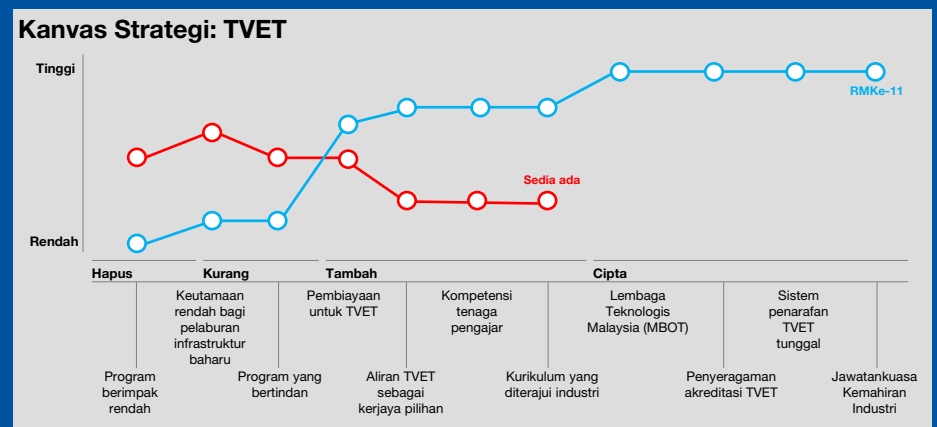 Kanvas Strategi: TVET
Tinggi
RMKe-11
Sedia ada
Rendah
Hapus
Kurang
Tambah
Cipta
Keutamaan
rendah bagi
pelaburan
infrastruktur
baharu
Pembiayaan
untuk TVET
Kompetensi
tenaga
pengajar
Lembaga
Teknologis
Malaysia (MBOT)
Sistem
penarafan
TVET
tunggal
Program
berimpak
rendah
Program yang
bertindan
Aliran TVET
sebagai
kerjaya pilihan
Kurikulum yang
diterajui industri
Penyeragaman
akreditasi TVET
Jawatankuasa
Kemahiran
Industri